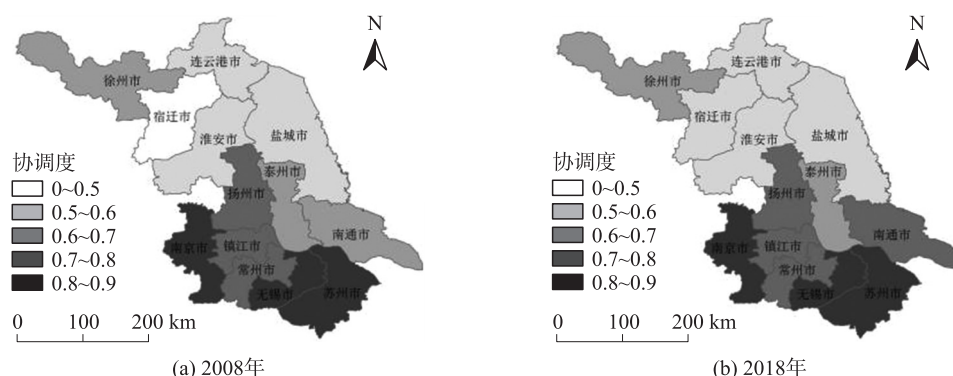 N
连云港市
徐州市
宿迁市
淮安市
盐城市
泰州市
扬州市
南通市
南京市
镇江市
常州市
无锡市
苏州市
协调度
0~0.5
0.5~0.6
0.6~0.7
0.7~0.8
0.8~0.9
0 100 200 km
(a) 2008年
N
连云港市
徐州市
宿迁市
淮安市
盐城市
泰州市
扬州市
南通市
南京市
镇江市
常州市
无锡市
苏州市
协调度
0~0.5
0.5~0.6
0.6~0.7
0.7~0.8
0.8~0.9
0 100 200 km
(b) 2018年